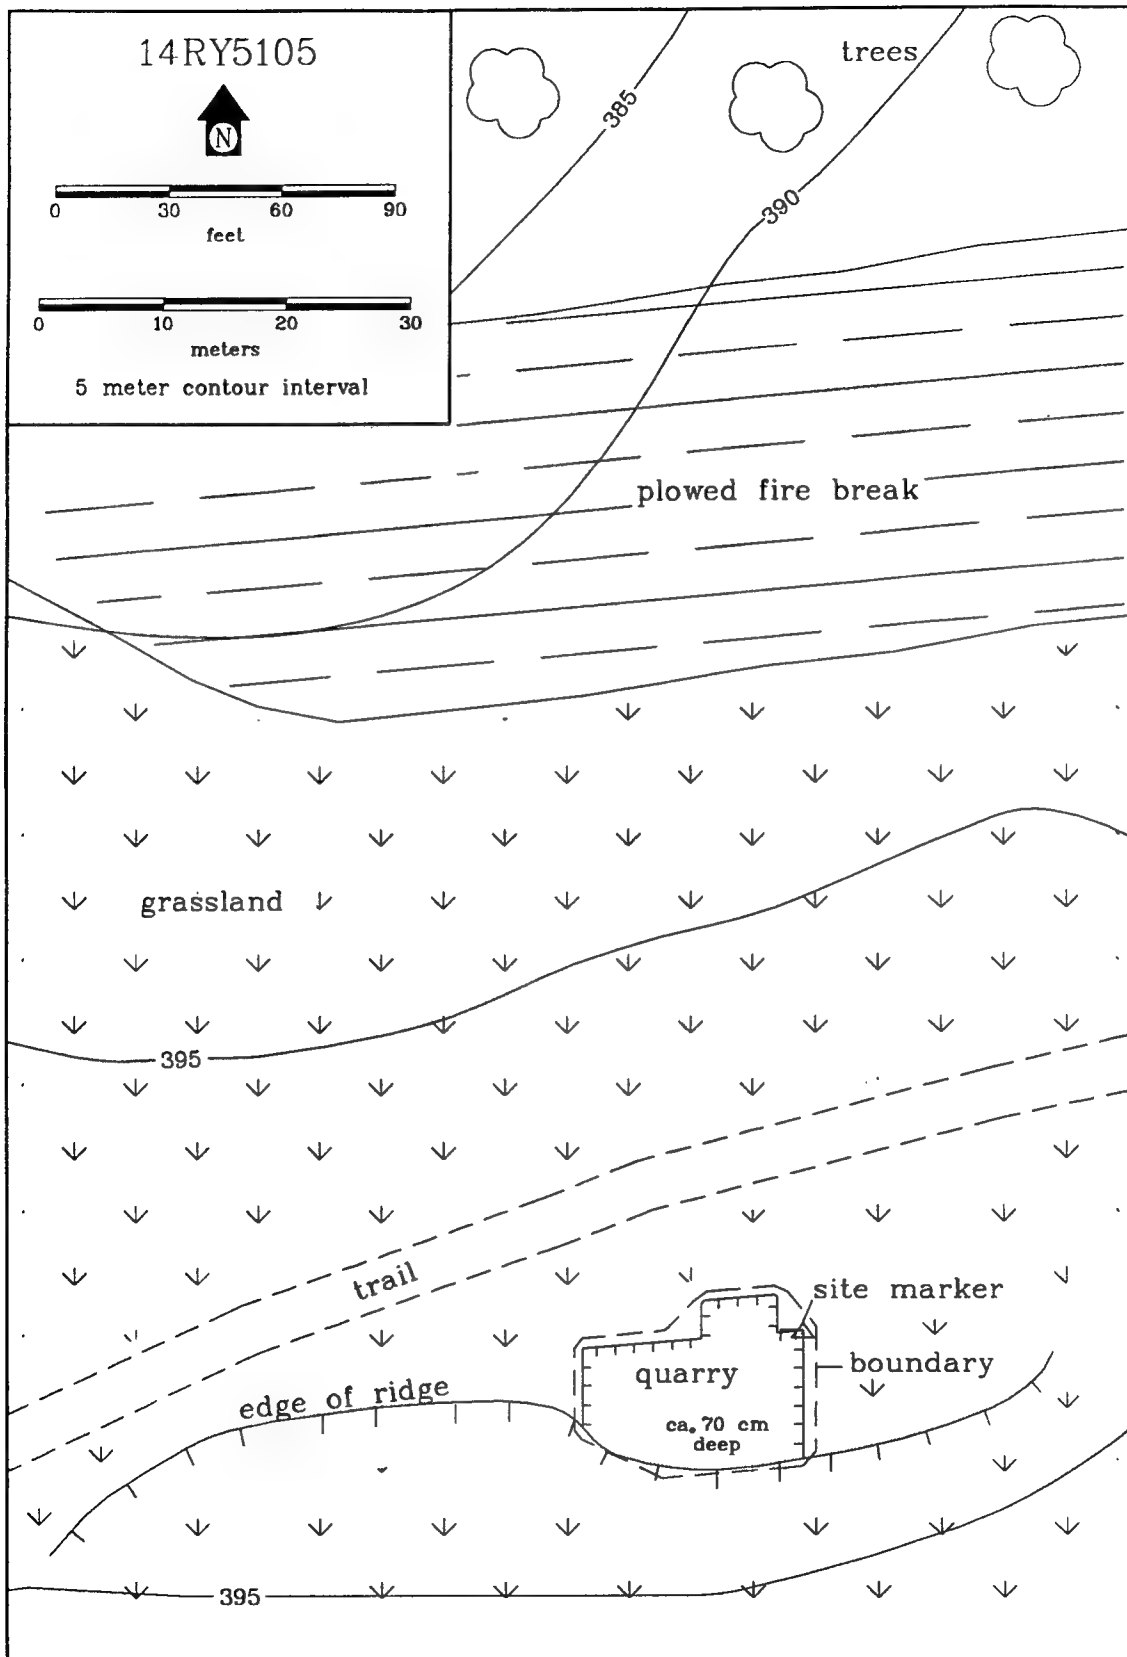 14RY5105
N
0 30 60 90
feet
0 10 20 30
meters
5 meter contour interval
trees
385
390
plowed fire break
grassland
395
trail
site marker
quarry
boundary
edge of ridge
ca. 70 cm
deep
395